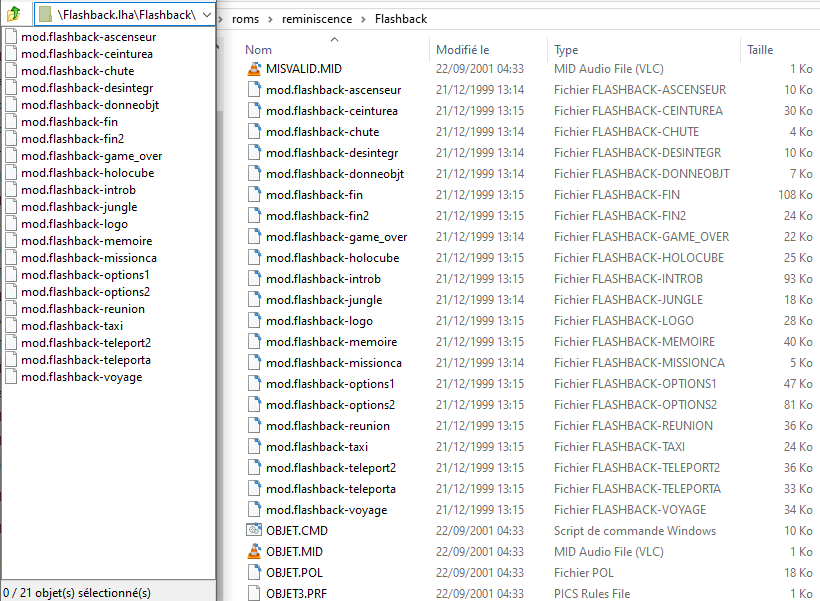 \Flashback.lha\Flashback\
mod.flashback-ascenseur
mod.flashback-ceinturea
mod.flashback-chute
mod.flashback-desintegr
mod.flashback-donneobjt
mod.flashback-fin
mod.flashback-fin2
mod.flashback-game_over
mod.flashback-holocube
mod.flashback-introb
mod.flashback-jungle
mod.flashback-logo
mod.flashback-memoire
mod.flashback-missionca
mod.flashback-options1
mod.flashback-options2
mod.flashback-reunion
mod.flashback-taxi
mod.flashback-teleport2
mod.flashback-teleporta
mod.flashback-voyage
0 / 21 objet(s) sélectionné(s)
roms > reminiscence > Flashback
Nom Modifié le Type Taille
MISVALID.MID 22/09/2001 04:33 MID Audio File (VLC) 1 Ko
mod.flashback-ascenseur 21/12/1999 13:14 Fichier FLASHBACK-ASCENSEUR 10 Ko
mod.flashback-ceinturea 21/12/1999 13:15 Fichier FLASHBACK-CEINTUREA 30 Ko
mod.flashback-chute 21/12/1999 13:14 Fichier FLASHBACK-CHUTE 4 Ko
mod.flashback-desintegr 21/12/1999 13:14 Fichier FLASHBACK-DESINTEGR 10 Ko
mod.flashback-donneobjt 21/12/1999 13:14 Fichier FLASHBACK-DONNEOBJT 7 Ko
mod.flashback-fin 21/12/1999 13:15 Fichier FLASHBACK-FIN 108 Ko
mod.flashback-fin2 21/12/1999 13:15 Fichier FLASHBACK-FIN2 24 Ko
mod.flashback-game_over 21/12/1999 13:14 Fichier FLASHBACK-GAME_OVER 22 Ko
mod.flashback-holocube 21/12/1999 13:15 Fichier FLASHBACK-HOLOCUBE 25 Ko
mod.flashback-introb 21/12/1999 13:15 Fichier FLASHBACK-INTROB 93 Ko
mod.flashback-jungle 21/12/1999 13:14 Fichier FLASHBACK-JUNGLE 18 Ko
mod.flashback-logo 21/12/1999 13:15 Fichier FLASHBACK-LOGO 28 Ko
mod.flashback-memoire 21/12/1999 13:15 Fichier FLASHBACK-MEMOIRE 40 Ko
mod.flashback-missionca 21/12/1999 13:14 Fichier FLASHBACK-MISSIONCA 5 Ko
mod.flashback-options1 21/12/1999 13:15 Fichier FLASHBACK-OPTIONS1 47 Ko
mod.flashback-options2 21/12/1999 13:15 Fichier FLASHBACK-OPTIONS2 81 Ko
mod.flashback-reunion 21/12/1999 13:15 Fichier FLASHBACK-REUNION 36 Ko
mod.flashback-taxi 21/12/1999 13:15 Fichier FLASHBACK-TAXI 24 Ko
mod.flashback-teleport2 21/12/1999 13:15 Fichier FLASHBACK-TELEPORT2 36 Ko
mod.flashback-teleporta 21/12/1999 13:15 Fichier FLASHBACK-TELEPORTA 33 Ko
mod.flashback-voyage 21/12/1999 13:15 Fichier FLASHBACK-VOYAGE 34 Ko
OBJET.CMD 22/09/2001 04:33 Script de commande Windows 10 Ko
OBJET.MID 22/09/2001 04:33 MID Audio File (VLC) 1 Ko
OBJET.POL 22/09/2001 04:33 Fichier POL 18 Ko
OBJET3.PRF 22/09/2001 04:33 PICS Rules File 1 Ko